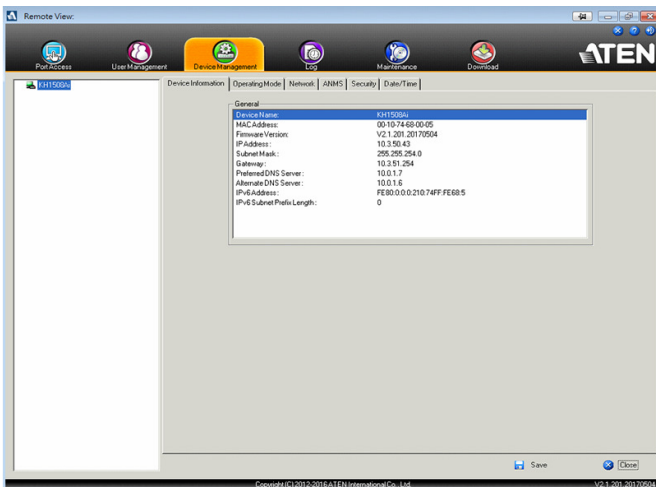 Remote View:
ATEN
Port Access User Management Device Management Log Maintenance Download
KH1508Ai
Device Information Operating Mode Network ANMS Security Date/Time
General
Device Name: KH1508Ai
MAC Address: 00-10-74-68-00-05
Firmware Version: V2.1.201.20170504
IP Address: 10.3.50.43
Subnet Mask: 255.255.254.0
Gateway: 10.3.51.254
Preferred DNS Server: 10.0.1.7
Alternate DNS Server: 10.0.1.6
IPv6 Address: FE80:0:0:0:210:74FF:FE68:5
IPv6 Subnet Prefix Length: 0
Save Close
Copyright (C) 2012-2016 ATEN International Co., Ltd. V2.1.201.20170504